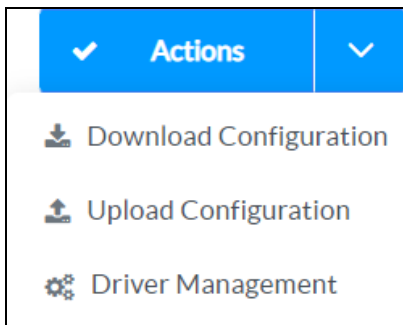 Actions
Download Configuration
Upload Configuration
Driver Management